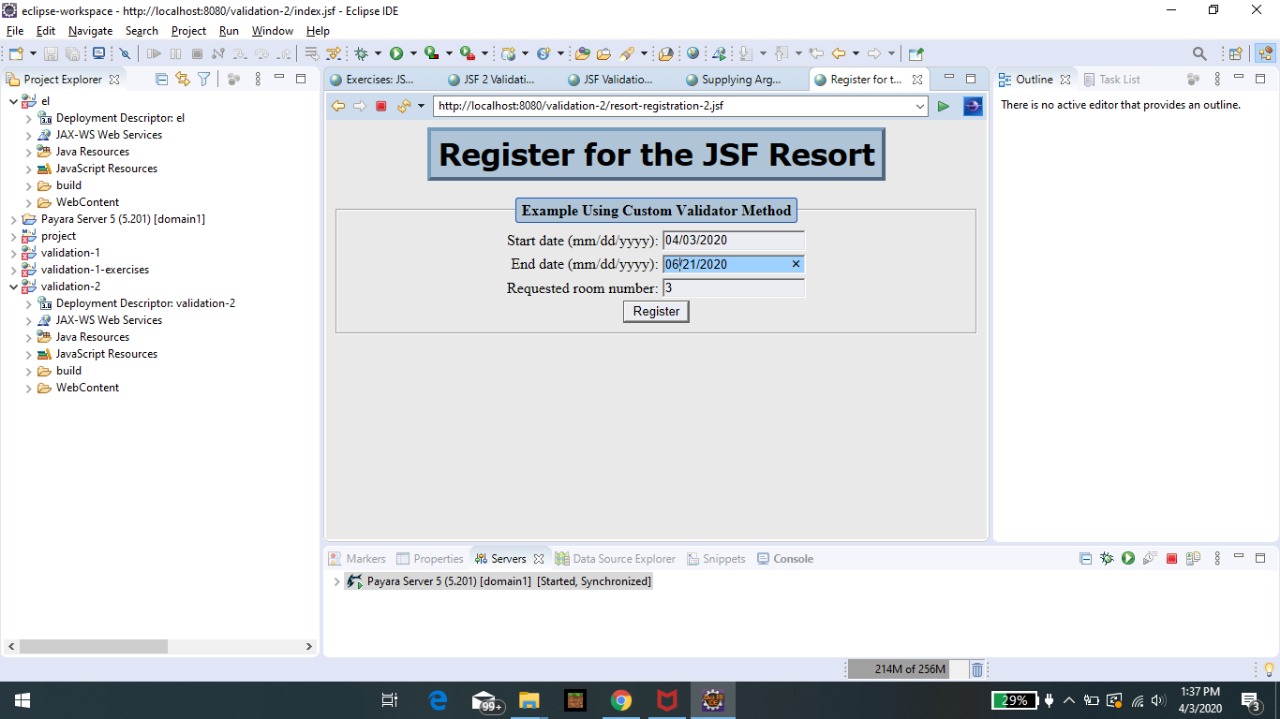 eclipse-workspace - http://localhost:8080/validation-2/index.jsf - Eclipse IDE
File Edit Navigate Search Project Run Window Help
Project Explorer
el
Deployment Descriptor: el
JAX-WS Web Services
Java Resources
JavaScript Resources
build
WebContent
Payara Server 5 (5.201) [domain1]
project
validation-1
validation-1-exercises
validation-2
Deployment Descriptor: validation-2
JAX-WS Web Services
Java Resources
JavaScript Resources
build
WebContent
Exercises: JS... JSF 2 Validati... JSF Validatio... Supplying Arg... Register for t...
http://localhost:8080/validation-2/resort-registration-2.jsf
Register for the JSF Resort
Example Using Custom Validator Method
Start date (mm/dd/yyyy): 04/03/2020
End date (mm/dd/yyyy): 06/21/2020
Requested room number: 3
Register
Outline Task List
There is no active editor that provides an outline.
Markers Properties Servers Data Source Explorer Snippets Console
Payara Server 5 (5.201) [domain1] [Started, Synchronized]
214M of 256M
99+
29%
1:37 PM
4/3/2020
3